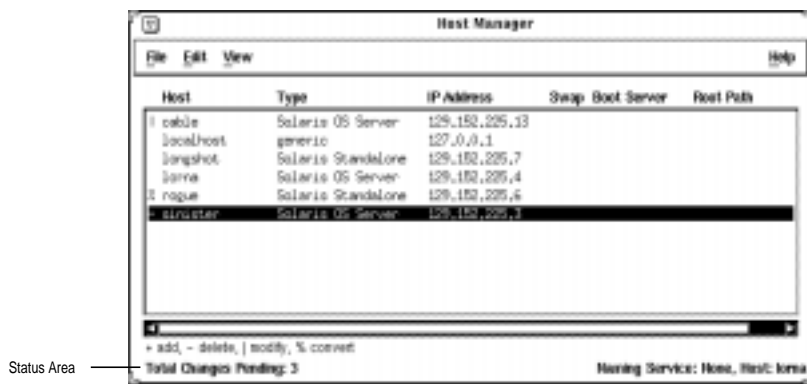 Host Manager
File Edit View Help
Host Type IP Address Swap Boot Server Root Path
| cable Solaris OS Server 129.152.225.13
localhost generic 127.0.0.1
longshot Solaris Standalone 129.152.225.7
lorna Solaris OS Server 129.152.225.4
% rogue Solaris Standalone 129.152.225.6
- sinister Solaris OS Server 129.152.225.3
+ add, - delete, | modify, % convert
Status Area
Total Changes Pending: 3 Naming Service: None, Host: lorna